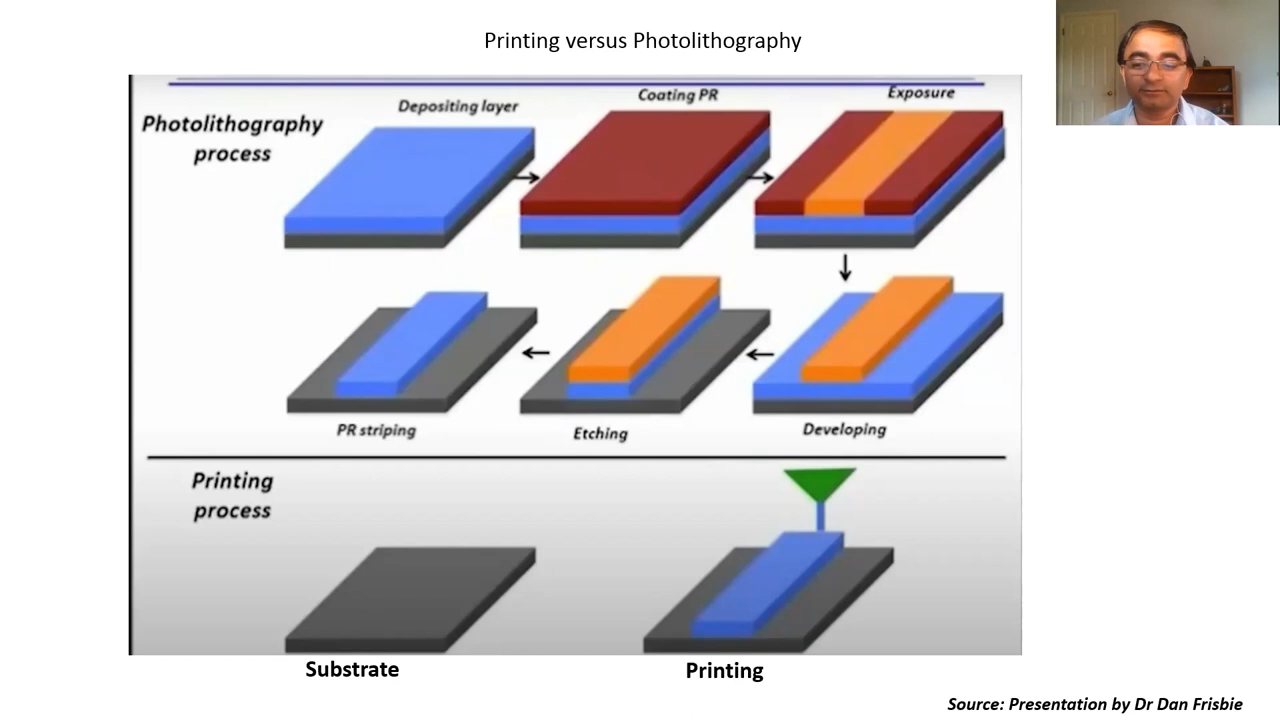 Printing versus Photolithography
Photolithography
process
Depositing layer
Coating PR
Exposure
PR striping
Etching
Developing
Printing
process
Substrate
Printing
Source: Presentation by Dr Dan Frisbie